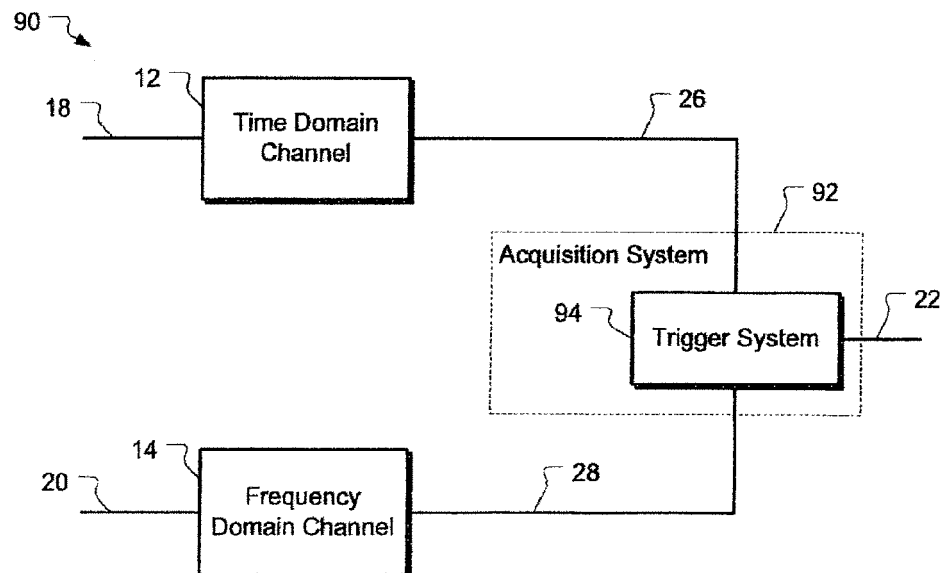 90
12
18
Time Domain
Channel
26
92
Acquisition System
94
Trigger System
22
14
20
Frequency
Domain Channel
28